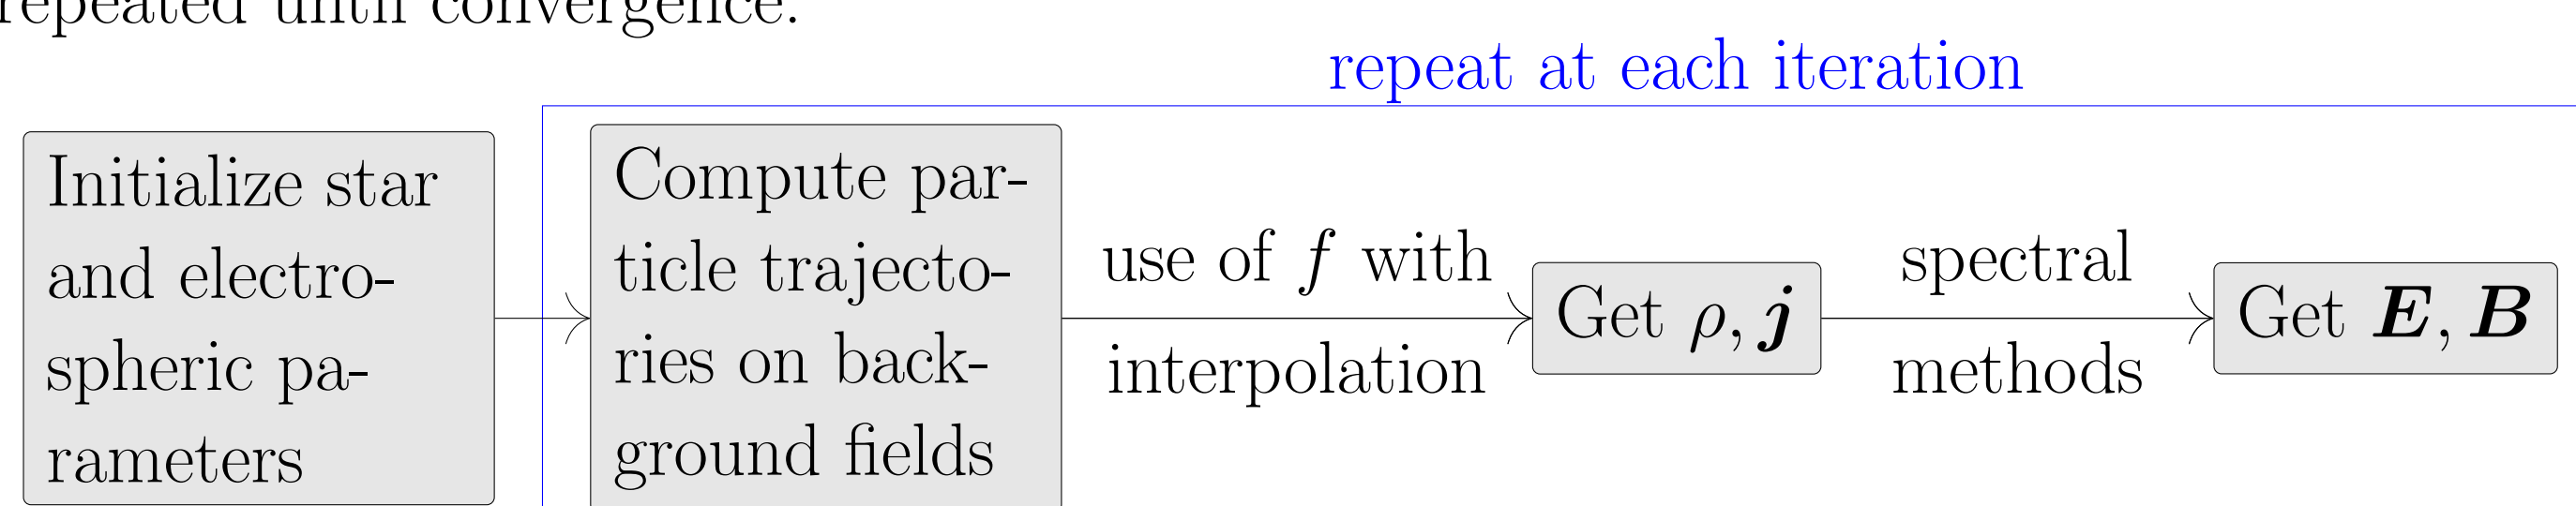 repeated until convergence.
repeat at each iteration
Initialize star
and electro-
spheric pa-
rameters
Compute par-
ticle trajecto-
ries on back-
ground fields
use of f with
interpolation
Get ρ, j
spectral
methods
Get E, B